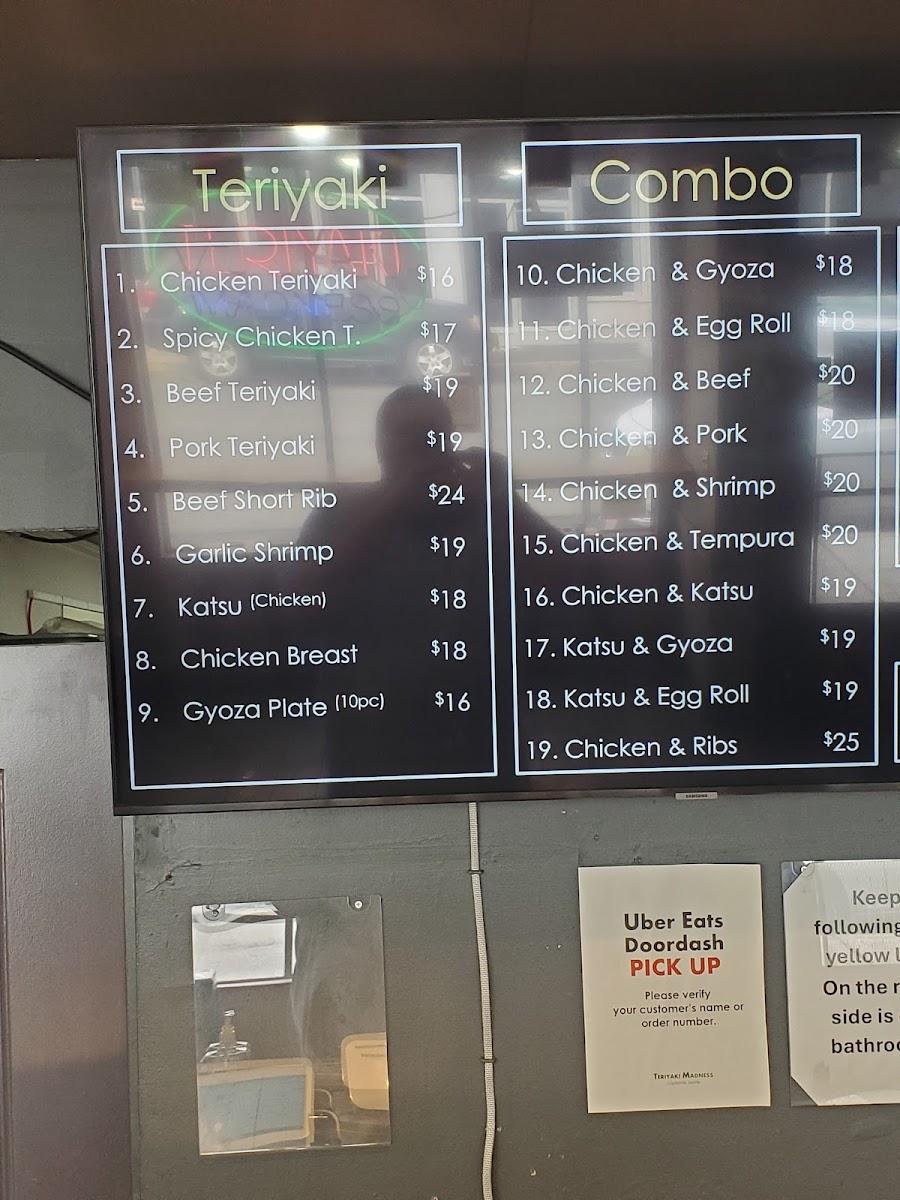 Teriyaki
1. Chicken Teriyaki $16
2. Spicy Chicken T. $17
3. Beef Teriyaki $19
4. Pork Teriyaki $19
5. Beef Short Rib $24
6. Garlic Shrimp $19
7. Katsu (Chicken) $18
8. Chicken Breast $18
9. Gyoza Plate (10pc) $16
Combo
10. Chicken & Gyoza $18
11. Chicken & Egg Roll $18
12. Chicken & Beef $20
13. Chicken & Pork $20
14. Chicken & Shrimp $20
15. Chicken & Tempura $20
16. Chicken & Katsu $19
17. Katsu & Gyoza $19
18. Katsu & Egg Roll $19
19. Chicken & Ribs $25
SAMSUNG
Uber Eats
Doordash
PICK UP
Please verify
your customer's name or
order number.
TERIYAKI MADNESS
Keep
following
yellow
On the
side is